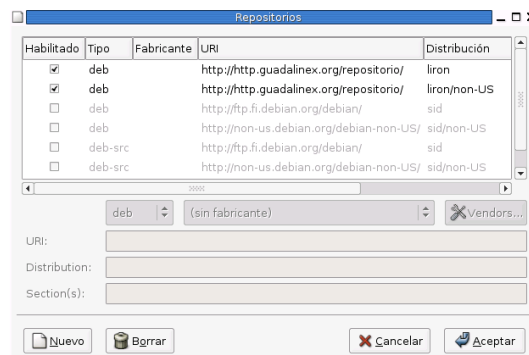 Repositorios
Habilitado Tipo Fabricante URI Distribución
deb http://http.guadalinex.org/repositorio/ liron
deb http://http.guadalinex.org/repositorio/ liron/non-US
deb http://ftp.fi.debian.org/debian/ sid
deb http://non-us.debian.org/debian-non-US/ sid/non-US
deb-src http://ftp.fi.debian.org/debian/ sid
deb-src http://non-us.debian.org/debian-non-US/ sid/non-US
deb (sin fabricante) Vendors...
URI:
Distribution:
Section(s):
Nuevo Borrar Cancelar Aceptar